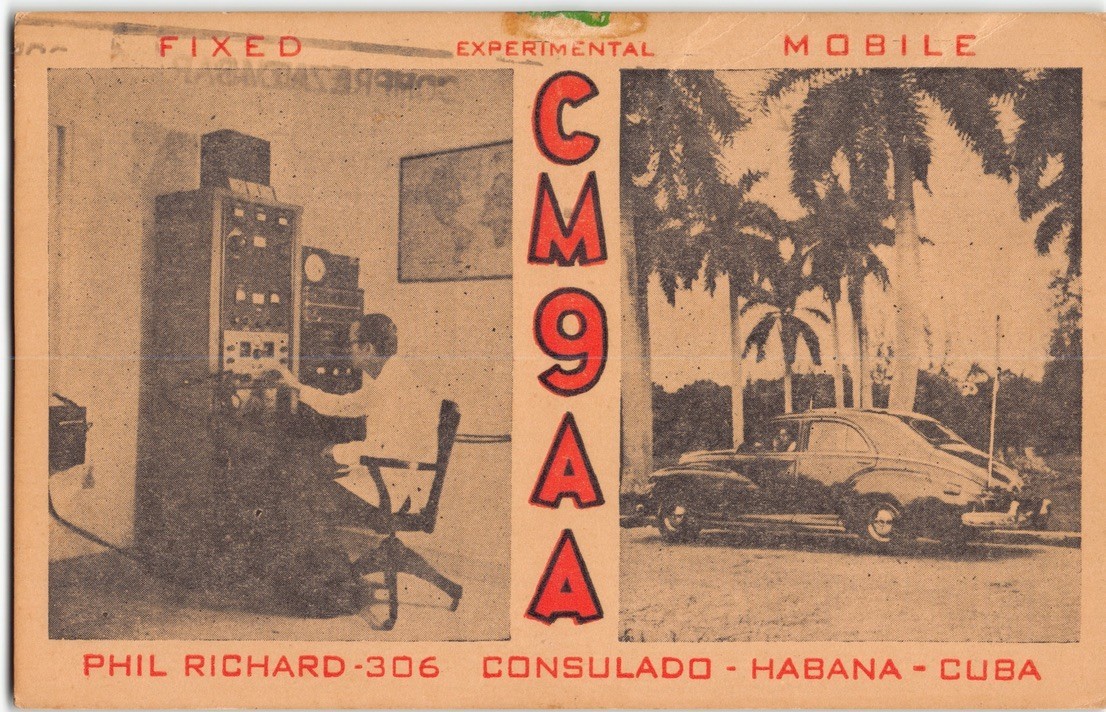 FIXED
EXPERIMENTAL
MOBILE
CM9AA
PHIL RICHARD-306 CONSULADO - HABANA - CUBA